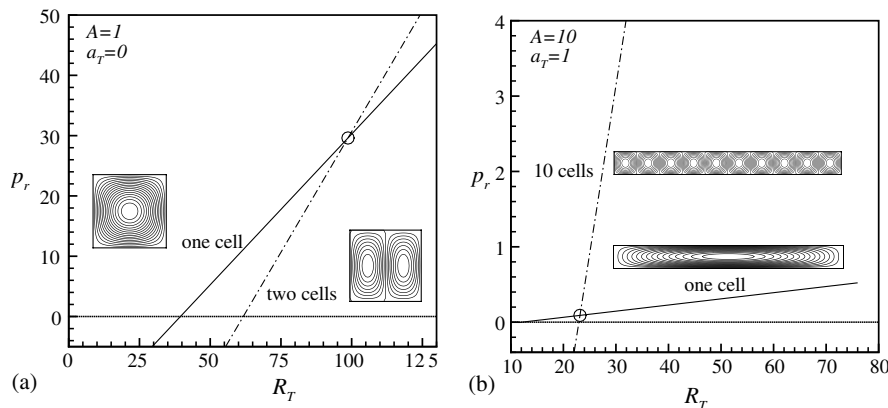 50
40
30
20
10
0
p_r
A=1
a_T=0
one cell
two cells
0 25 50 75 100 12 5
R_T
(a)
4
3
2
1
0
p_r
A=10
a_T=1
10 cells
one cell
10 20 30 40 50 60 70 80
R_T
(b)